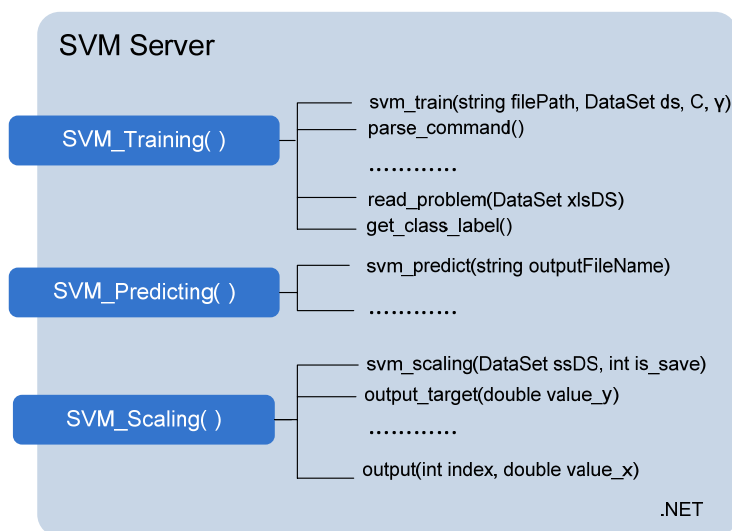 SVM Server
SVM_Training( )
svm_train(string filePath, DataSet ds, C, γ)
parse_command()
............
read_problem(DataSet xlsDS)
get_class_label()
SVM_Predicting( )
svm_predict(string outputFileName)
............
SVM_Scaling( )
svm_scaling(DataSet ssDS, int is_save)
output_target(double value_y)
............
output(int index, double value_x)
.NET